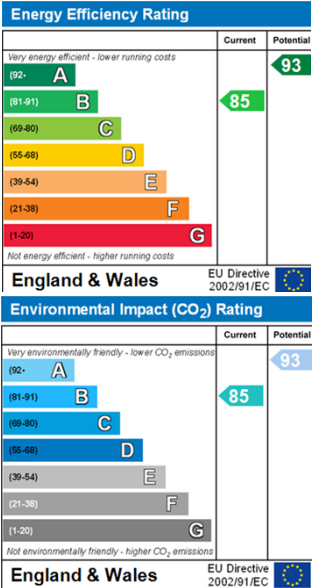 Energy Efficiency Rating
Current Potential
Very energy efficient - lower running costs
(92- A
93
(81-91) B
85
(69-80) C
(55-68) D
(39-54) E
(21-38) F
(1-20) G
Not energy efficient - higher running costs
England & Wales
EU Directive
2002/91/EC
Environmental Impact (CO₂) Rating
Current Potential
Very environmentally friendly - lower CO₂ emissions
(92- A
93
(81-91) B
85
(69-80) C
(55-68) D
(39-54) E
(21-38) F
(1-20) G
Not environmentally friendly - higher CO₂ emissions
England & Wales
EU Directive
2002/91/EC